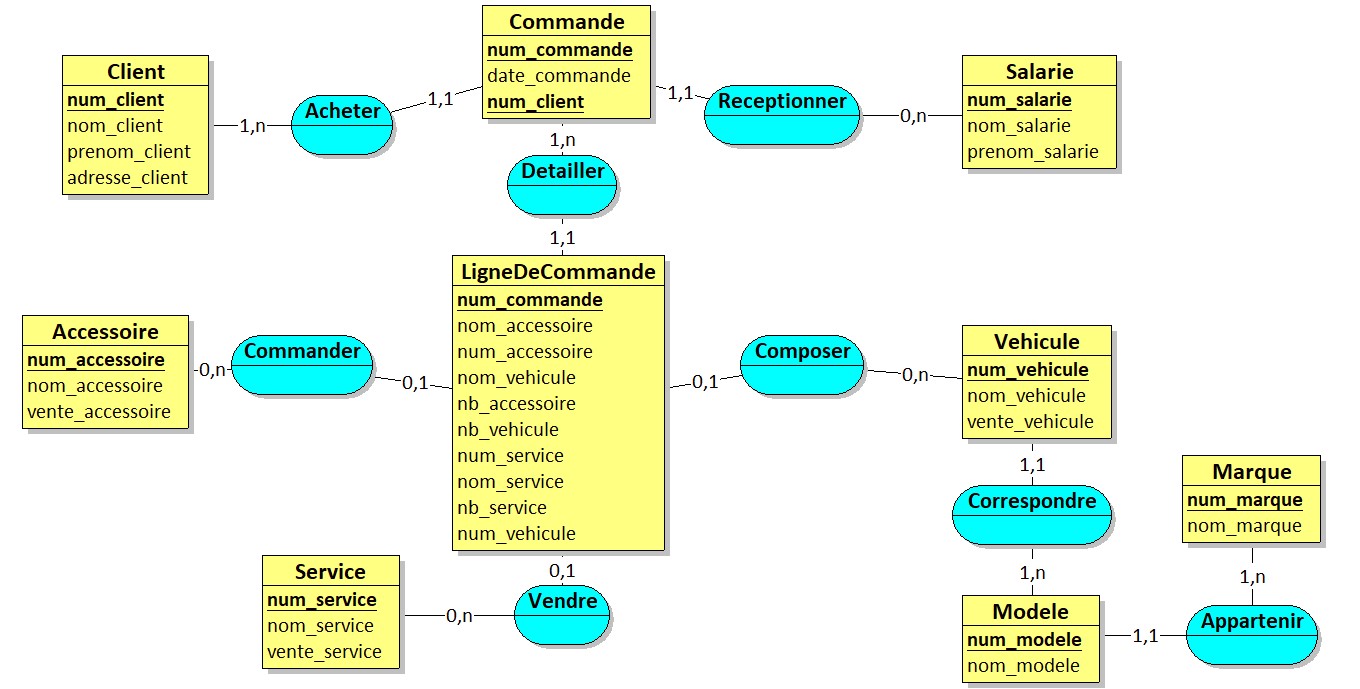 Commande
num_commande
date_commande
num_client
Client
num_client
nom_client
prenom_client
adresse_client
1,n
Acheter
1,1
1,1
Receptionner
0,n
Salarie
num_salarie
nom_salarie
prenom_salarie
1,n
Detailler
1,1
LigneDeCommande
num_commande
nom_accessoire
num_accessoire
nom_vehicule
nb_accessoire
nb_vehicule
num_service
nom_service
nb_service
num_vehicule
Accessoire
num_accessoire
nom_accessoire
vente_accessoire
0,n
Commander
0,1
0,1
Composer
0,n
Vehicule
num_vehicule
nom_vehicule
vente_vehicule
1,1
Correspondre
1,n
Marque
num_marque
nom_marque
1,n
Appartenir
1,1
Modele
num_modele
nom_modele
0,1
Vendre
0,n
Service
num_service
nom_service
vente_service